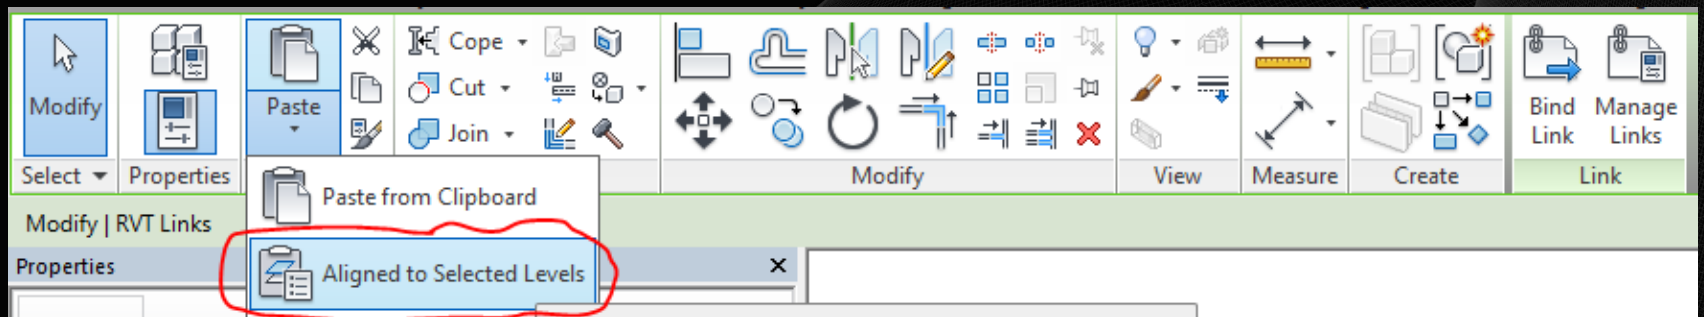 Cope
Modify
Paste
Cut
Join
Bind Link
Manage Links
Select
Properties
Modify
View
Measure
Create
Link
Paste from Clipboard
Modify | RVT Links
Properties
Aligned to Selected Levels